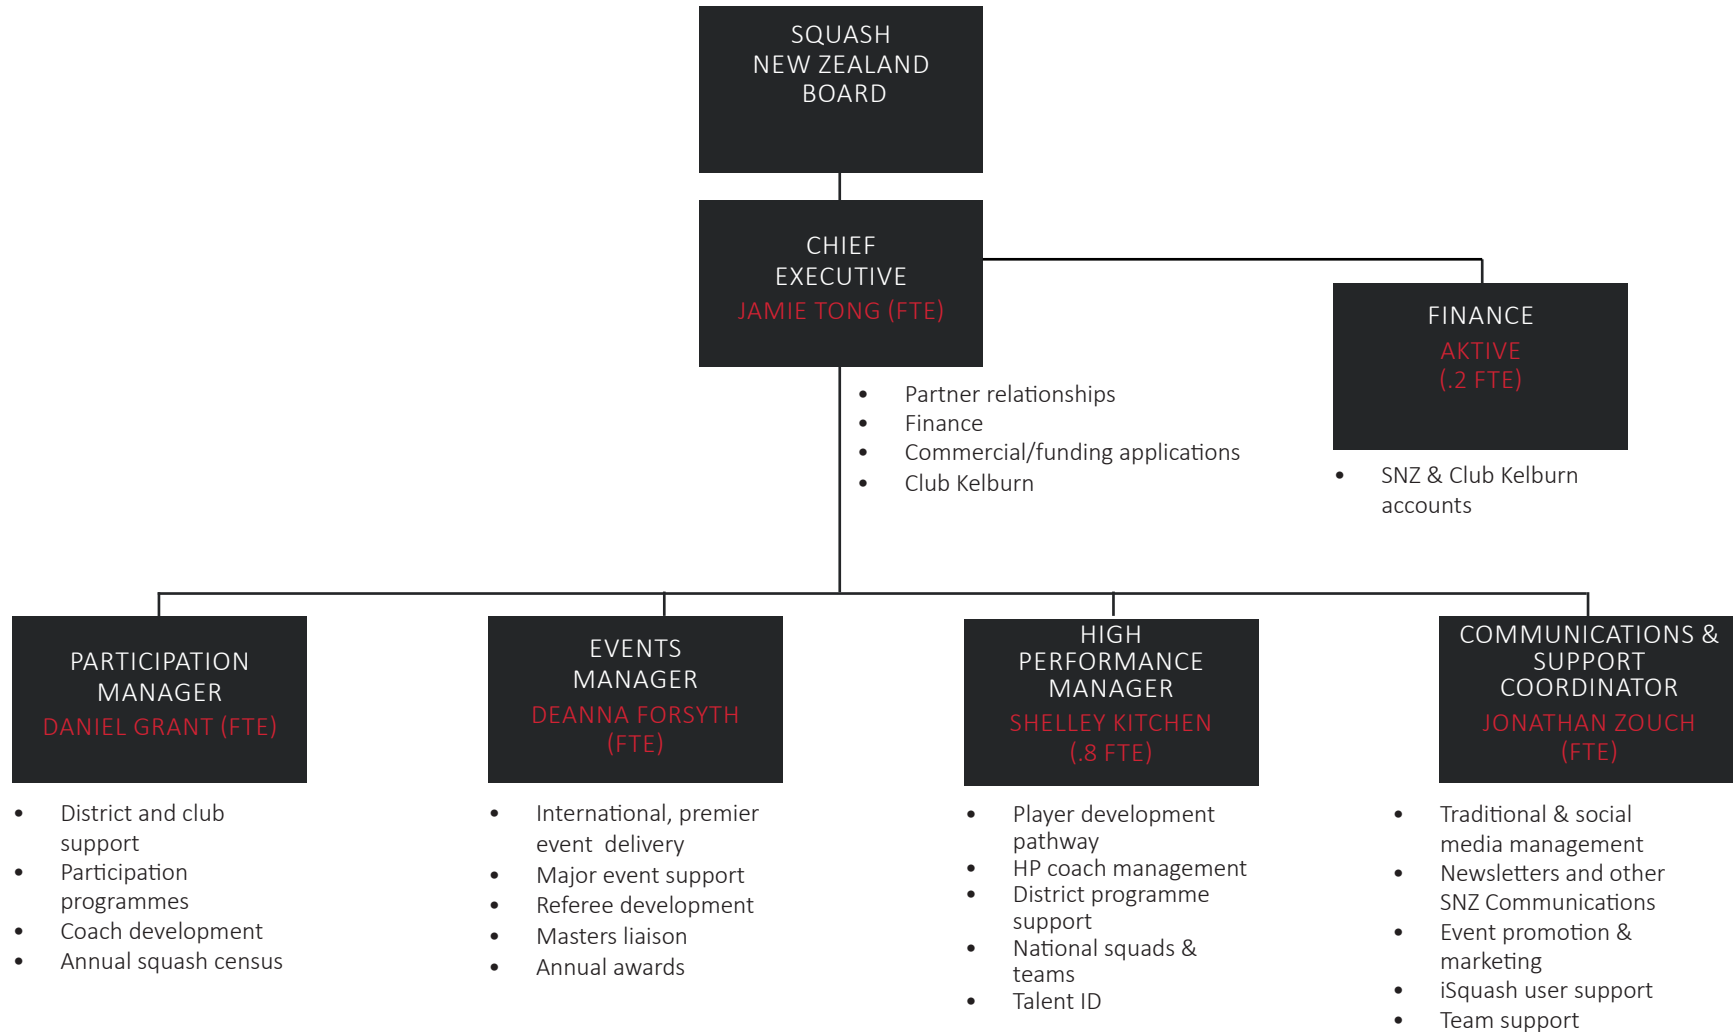 SQUASH
NEW ZEALAND
BOARD
CHIEF
EXECUTIVE
JAMIE TONG (FTE)
FINANCE
AKTIVE
(.2 FTE)
• Partner relationships
• Finance
• Commercial/funding applications
• Club Kelburn
• SNZ & Club Kelburn
accounts
PARTICIPATION
MANAGER
DANIEL GRANT (FTE)
EVENTS
MANAGER
DEANNA FORSYTH
(FTE)
HIGH
PERFORMANCE
MANAGER
SHELLEY KITCHEN
(.8 FTE)
COMMUNICATIONS &
SUPPORT
COORDINATOR
JONATHAN ZOUCH
(FTE)
• District and club
support
• Participation
programmes
• Coach development
• Annual squash census
• International, premier
event delivery
• Major event support
• Referee development
• Masters liaison
• Annual awards
• Player development
pathway
• HP coach management
• District programme
support
• National squads &
teams
• Talent ID
• Traditional & social
media management
• Newsletters and other
SNZ Communications
• Event promotion &
marketing
• iSquash user support
• Team support